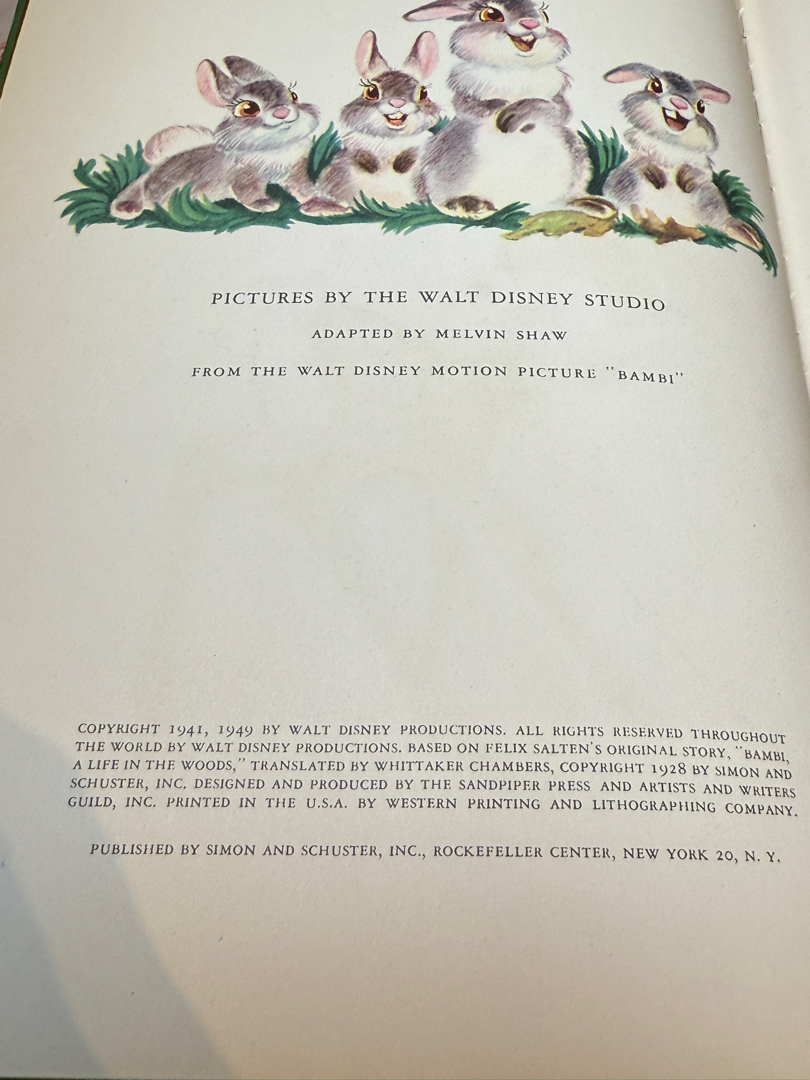 PICTURES BY THE WALT DISNEY STUDIO
ADAPTED BY MELVIN SHAW
FROM THE WALT DISNEY MOTION PICTURE "BAMBI"
COPYRIGHT 1941, 1949 BY WALT DISNEY PRODUCTIONS. ALL RIGHTS RESERVED THROUGHOUT
THE WORLD BY WALT DISNEY PRODUCTIONS. BASED ON FELIX SALTEN'S ORIGINAL STORY, "BAMBI,
A LIFE IN THE WOODS," TRANSLATED BY WHITTAKER CHAMBERS, COPYRIGHT 1928 BY SIMON AND
SCHUSTER, INC. DESIGNED AND PRODUCED BY THE SANDPIPER PRESS AND ARTISTS AND WRITERS
GUILD, INC. PRINTED IN THE U.S.A. BY WESTERN PRINTING AND LITHOGRAPHING COMPANY.
PUBLISHED BY SIMON AND SCHUSTER, INC., ROCKEFELLER CENTER, NEW YORK 20, N. Y.